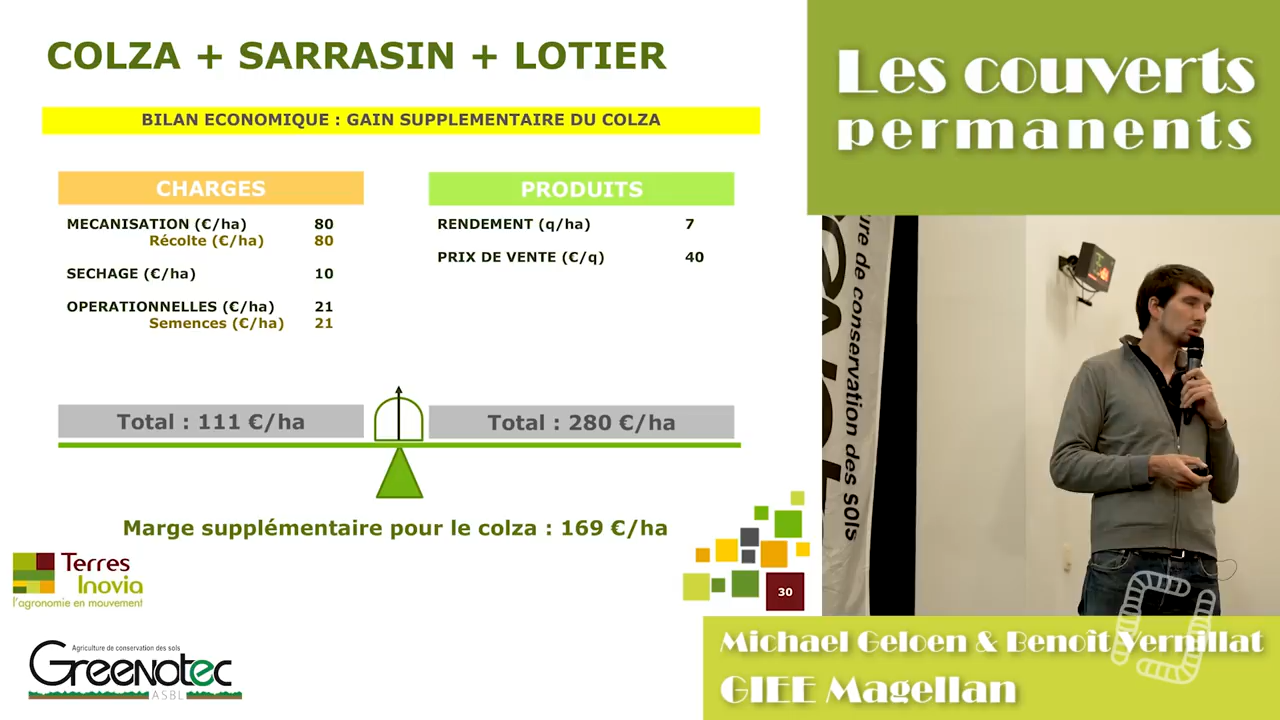 COLZA + SARRASIN + LOTIER
BILAN ECONOMIQUE : GAIN SUPPLEMENTAIRE DU COLZA
CHARGES
MECANISATION (€/ha) 80
Récolte (€/ha) 80
SECHAGE (€/ha) 10
OPERATIONNELLES (€/ha) 21
Semences (€/ha) 21
PRODUITS
RENDEMENT (q/ha) 7
PRIX DE VENTE (€/q) 40
Total : 111 €/ha
Total : 280 €/ha
Marge supplémentaire pour le colza : 169 €/ha
Terres
Inovia
l'agronomie en mouvement
30
Agriculture de conservation des sols
Greenotec
ASBL
Les couverts
permanents
ure de conservation des sols
Michael Geloen & Benoît Vernillat
GIEE Magellan